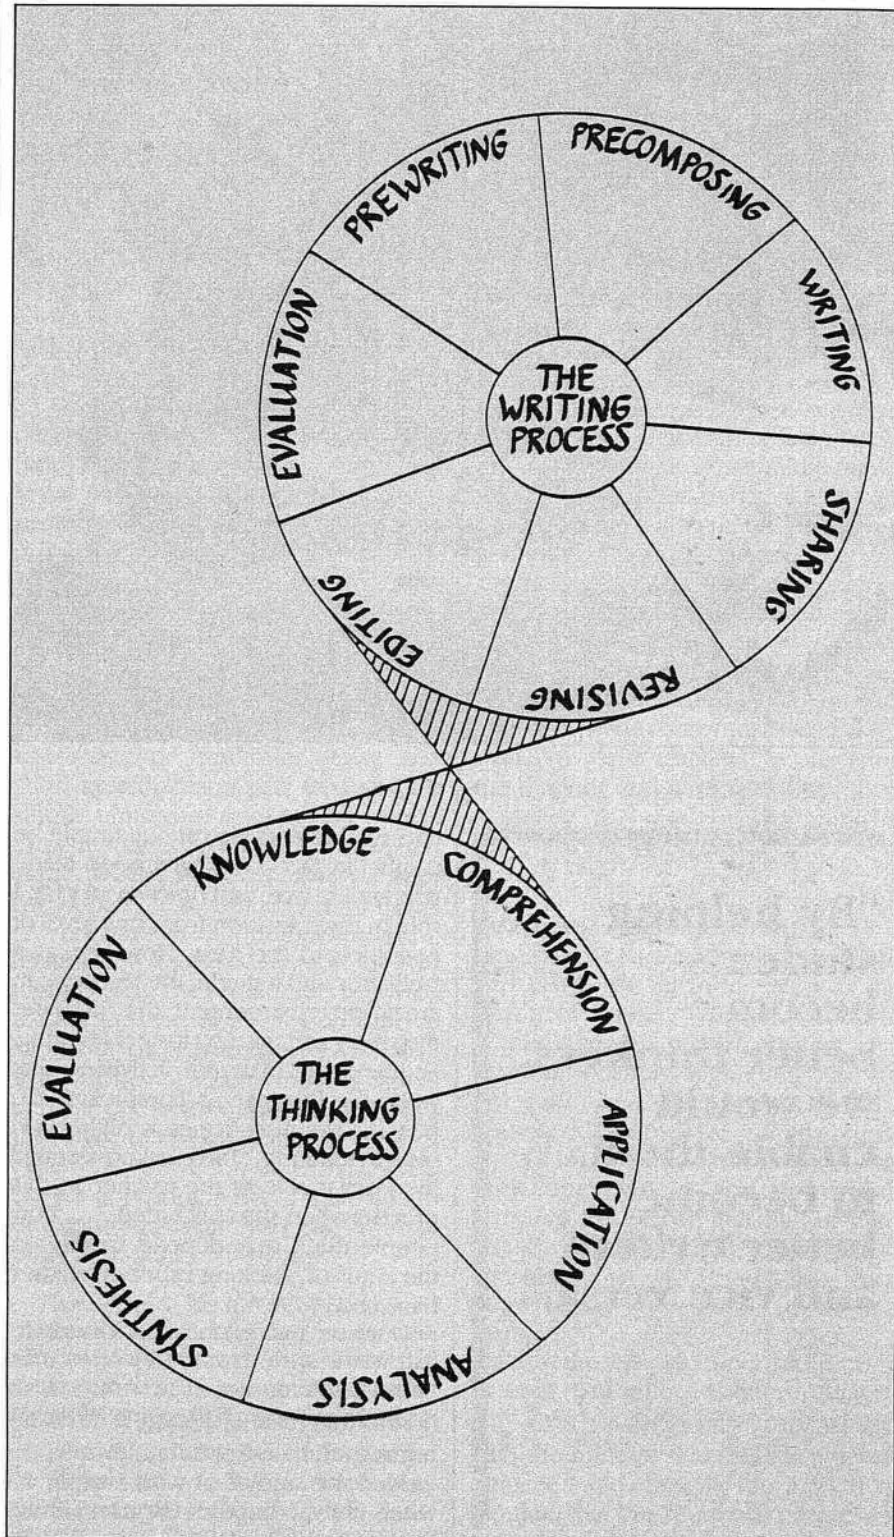 PREWRITING
PRECOMPOSING
WRITING
SHARING
REVISING
EDITING
EVALUATION
THE
WRITING
PROCESS
KNOWLEDGE
COMPREHENSION
APPLICATION
ANALYSIS
SYNTHESIS
EVALUATION
THE
THINKING
PROCESS